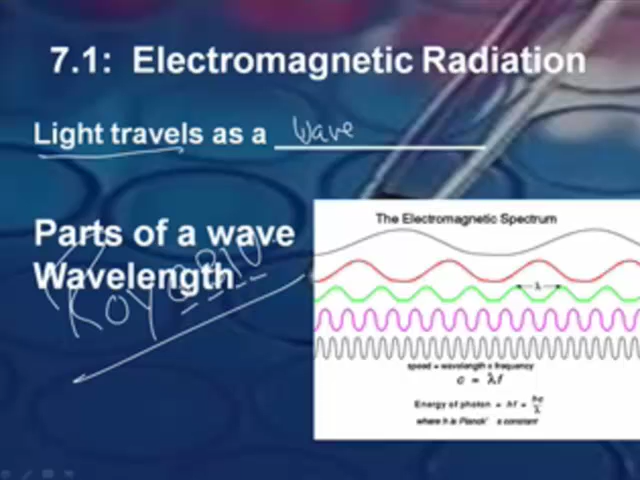 7.1: Electromagnetic Radiation
Light travels as a wave
Parts of a wave
Wavelength
The Electromagnetic Spectrum
λ
speed = wavelength x frequency
c = λf
Energy of photon = hf = hc/λ
where h is Planck' s constant